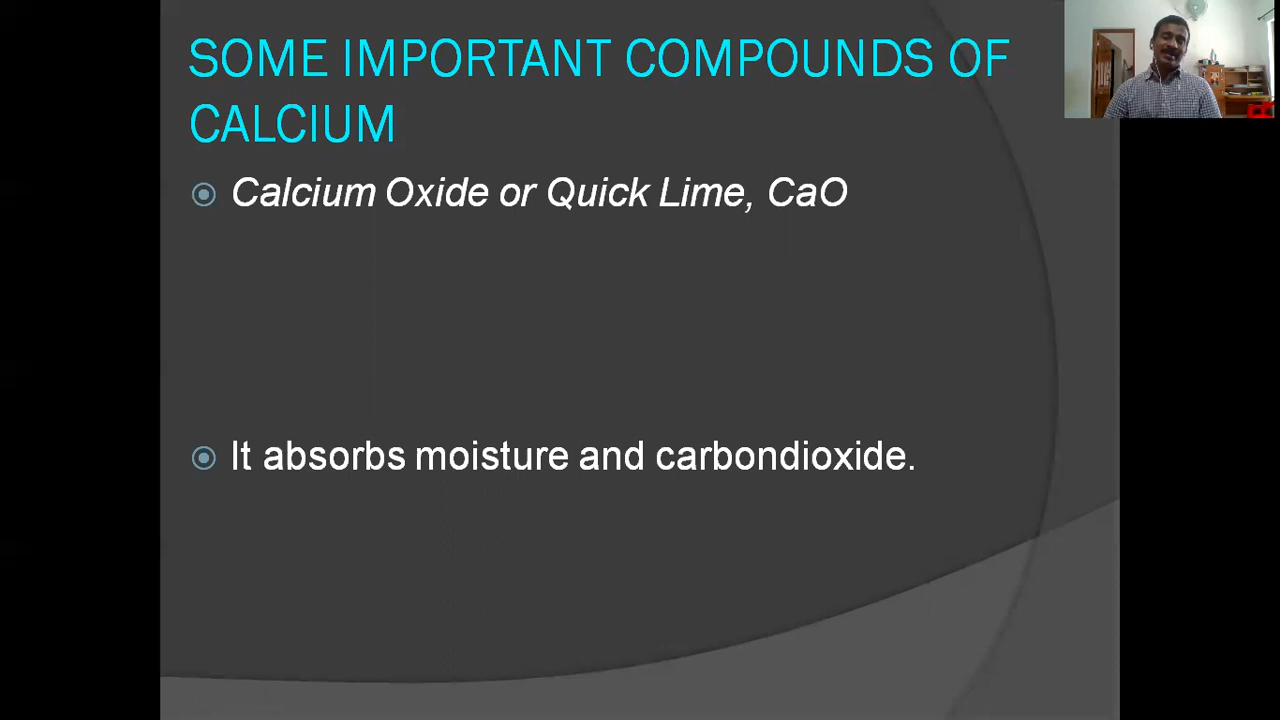 SOME IMPORTANT COMPOUNDS OF
CALCIUM
Calcium Oxide or Quick Lime, CaO
It absorbs moisture and carbondioxide.